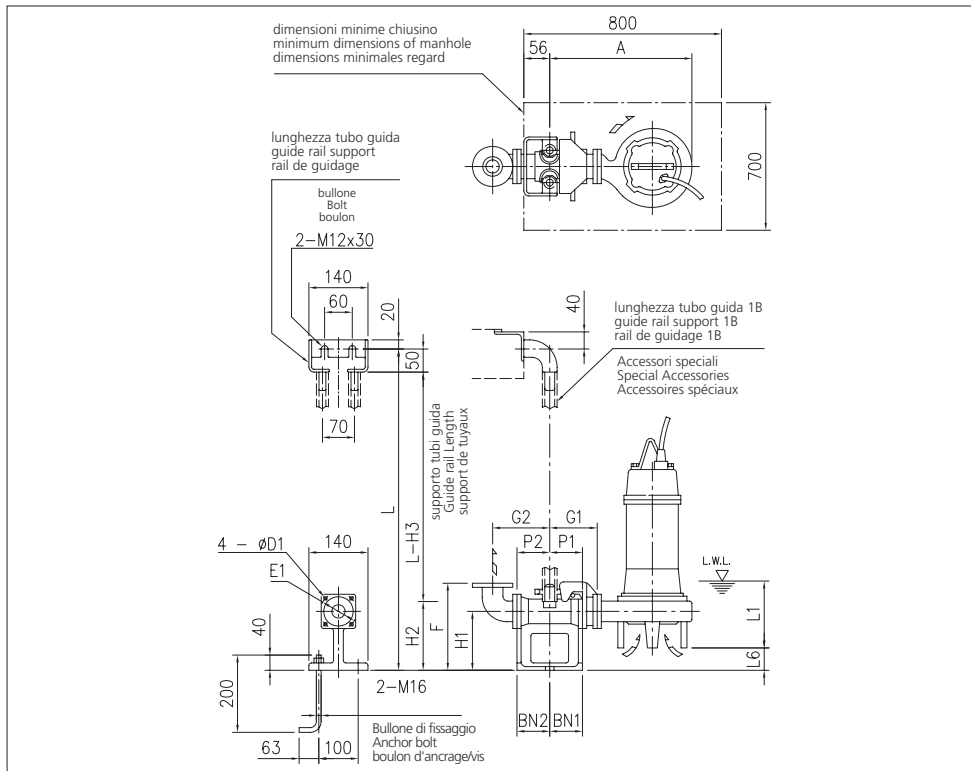 dimensioni minime chiusino
minimum dimensions of manhole
dimensions minimales regard
800
56
A
700
lunghezza tubo guida
guide rail support
rail de guidage
bullone
Bolt
boulon
2-M12x30
140
60
20
50
70
40
lunghezza tubo guida 1B
guide rail support 1B
rail de guidage 1B
Accessori speciali
Special Accessories
Accessoires spéciaux
supporto tubi guida
Guide rail Length
support de tuyaux
L
L-H3
G2
G1
P2
P1
4 - øD1
140
E1
L.W.L.
L1
L6
F
H1
H2
40
200
2-M16
BN2
BN1
63
100
Bullone di fissaggio
Anchor bolt
boulon d'ancrage/vis